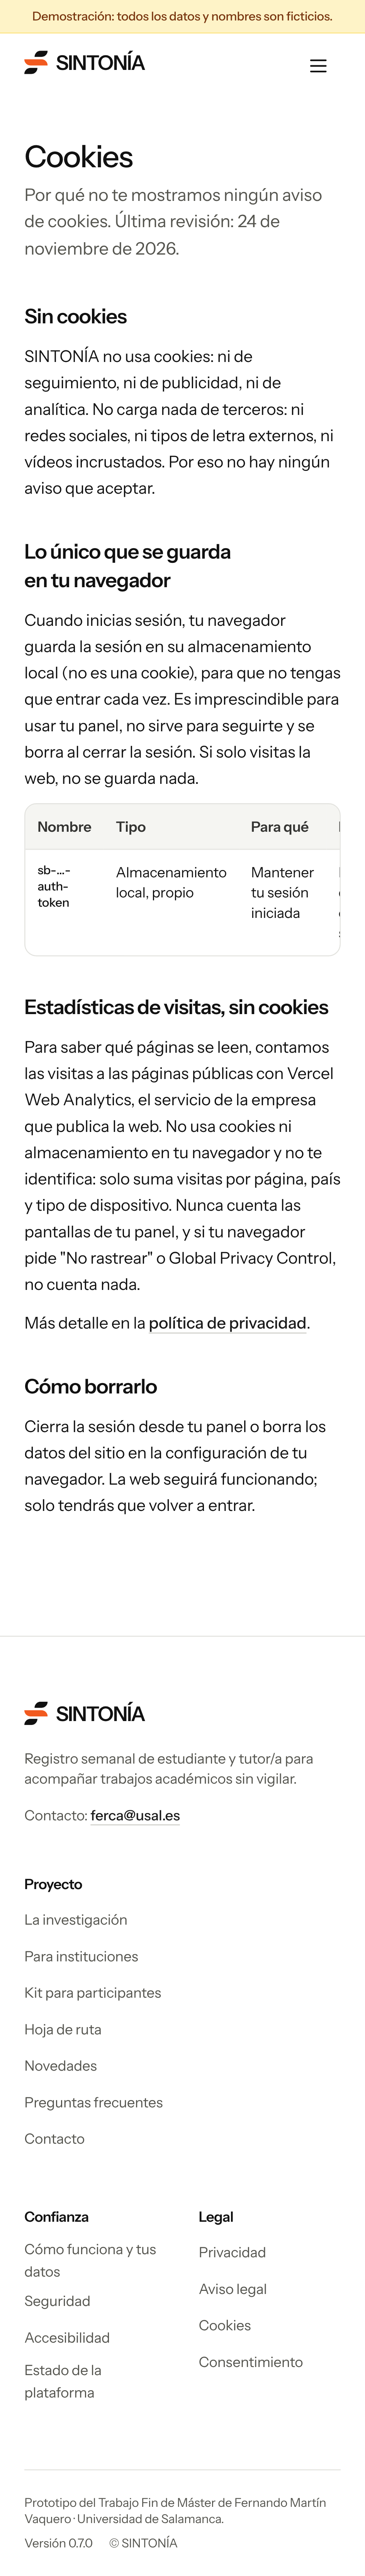 Demostración: todos los datos y nombres son ficticios.
SINTONÍA
Cookies
Por qué no te mostramos ningún aviso
de cookies. Última revisión: 24 de
noviembre de 2026.
Sin cookies
SINTONÍA no usa cookies: ni de
seguimiento, ni de publicidad, ni de
analítica. No carga nada de terceros: ni
redes sociales, ni tipos de letra externos, ni
vídeos incrustados. Por eso no hay ningún
aviso que aceptar.
Lo único que se guarda
en tu navegador
Cuando inicias sesión, tu navegador
guarda la sesión en su almacenamiento
local (no es una cookie), para que no tengas
que entrar cada vez. Es imprescindible para
usar tu panel, no sirve para seguirte y se
borra al cerrar la sesión. Si solo visitas la
web, no se guarda nada.
Nombre Tipo Para qué
sb-...-auth-token Almacenamiento local, propio Mantener tu sesión iniciada
Estadísticas de visitas, sin cookies
Para saber qué páginas se leen, contamos
las visitas a las páginas públicas con Vercel
Web Analytics, el servicio de la empresa
que publica la web. No usa cookies ni
almacenamiento en tu navegador y no te
identifica: solo suma visitas por página, país
y tipo de dispositivo. Nunca cuenta las
pantallas de tu panel, y si tu navegador
pide "No rastrear" o Global Privacy Control,
no cuenta nada.
Más detalle en la política de privacidad.
Cómo borrarlo
Cierra la sesión desde tu panel o borra los
datos del sitio en la configuración de tu
navegador. La web seguirá funcionando;
solo tendrás que volver a entrar.
SINTONÍA
Registro semanal de estudiante y tutor/a para
acompañar trabajos académicos sin vigilar.
Contacto: ferca@usal.es
Proyecto
La investigación
Para instituciones
Kit para participantes
Hoja de ruta
Novedades
Preguntas frecuentes
Contacto
Confianza
Cómo funciona y tus
datos
Seguridad
Accesibilidad
Estado de la
plataforma
Legal
Privacidad
Aviso legal
Cookies
Consentimiento
Prototipo del Trabajo Fin de Máster de Fernando Martín
Vaquero · Universidad de Salamanca.
Versión 0.7.0 © SINTONÍA